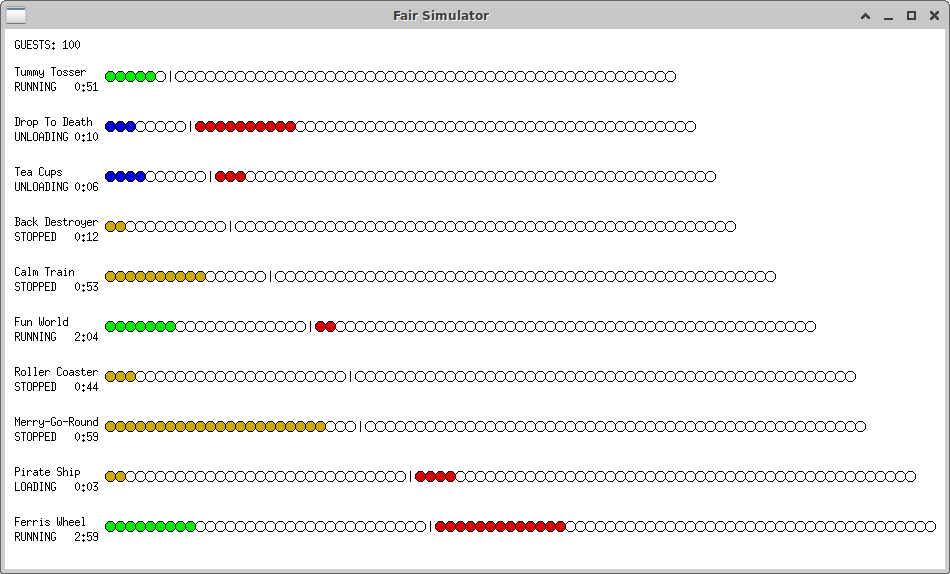 Fair Simulator
GUESTS: 100
Tummy Tosser
RUNNING 0:51
Drop To Death
UNLOADING 0:10
Tea Cups
UNLOADING 0:06
Back Destroyer
STOPPED 0:12
Calm Train
STOPPED 0:53
Fun World
RUNNING 2:04
Roller Coaster
STOPPED 0:44
Merry-Go-Round
STOPPED 0:59
Pirate Ship
LOADING 0:03
Ferris Wheel
RUNNING 2:59